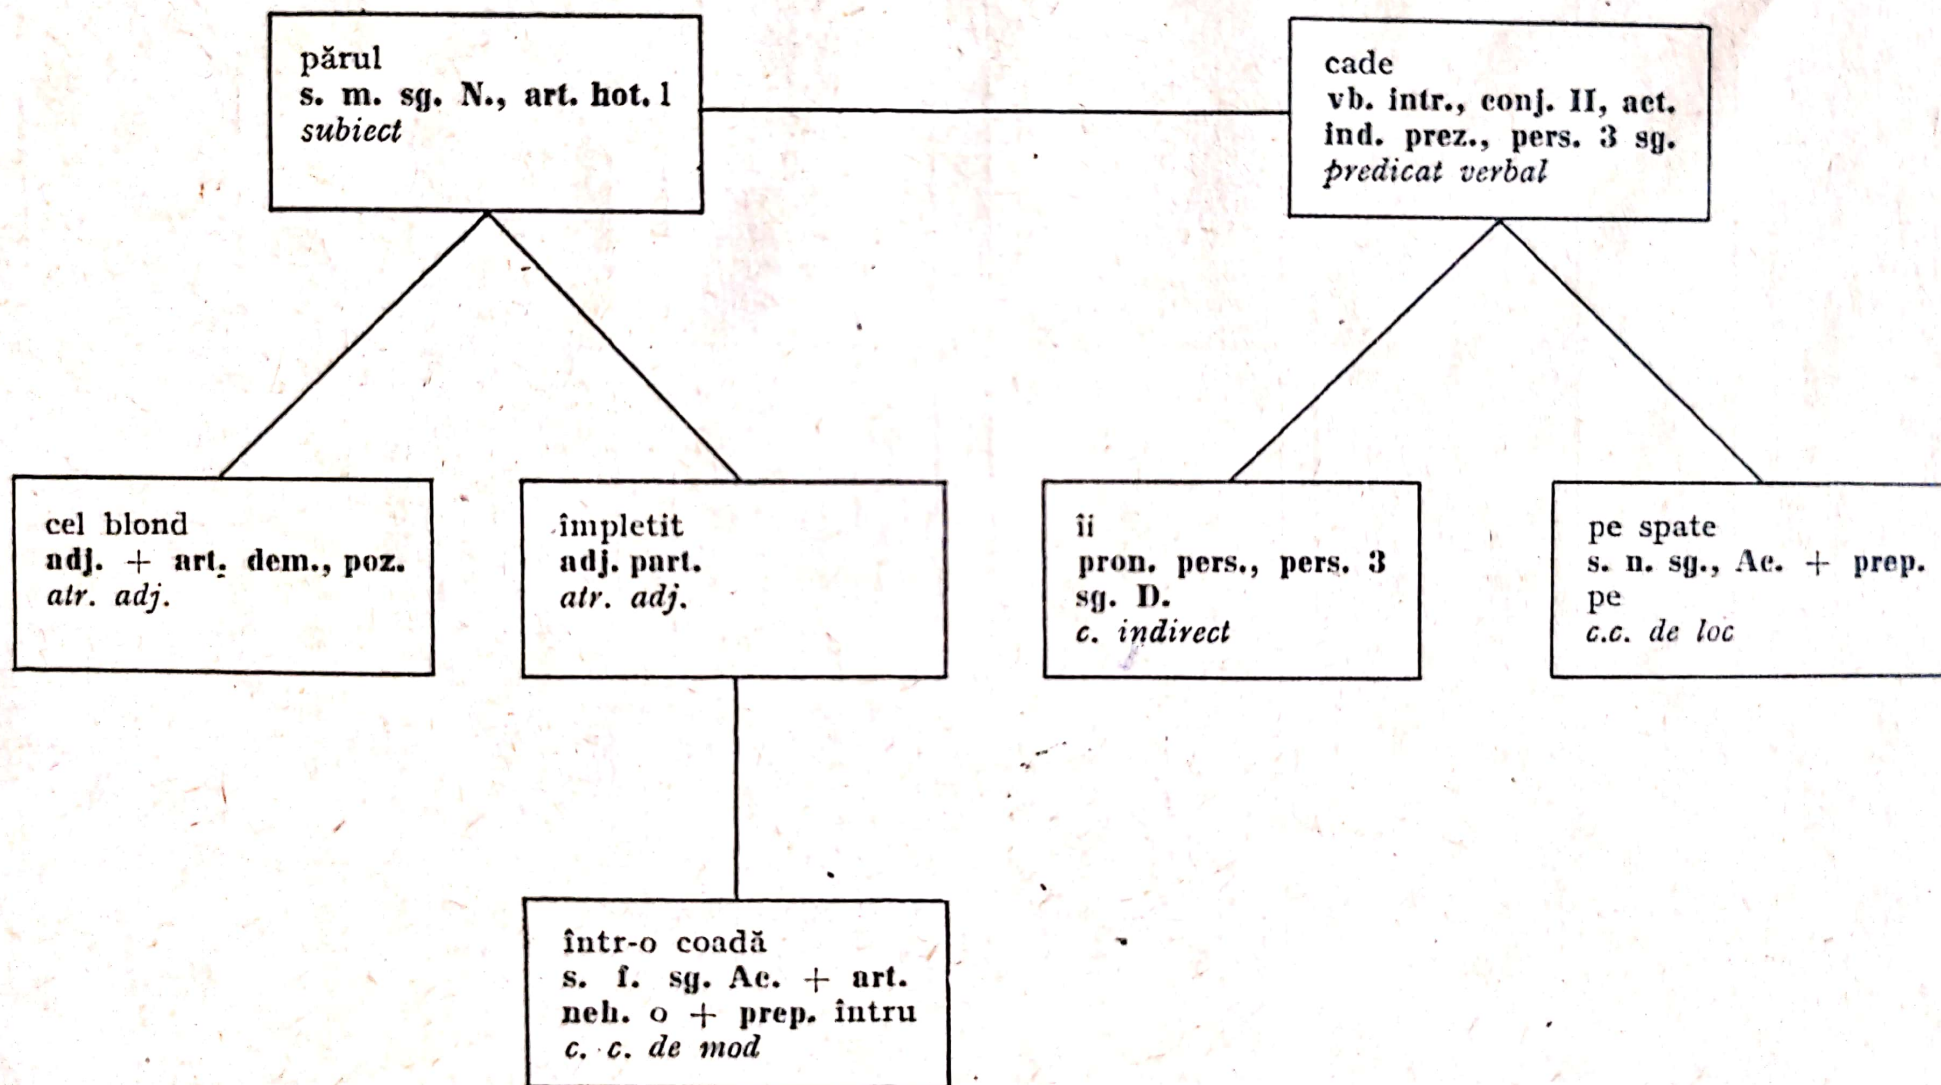 părul
s. m. sg. N., art. hot. l
subiect
cade
vb. intr., conj. II, act.
ind. prez., pers. 3 sg.
predicat verbal
cel blond
adj. + art. dem., poz.
atr. adj.
împletit
adj. part.
atr. adj.
îi
pron. pers., pers. 3
sg. D.
c. indirect
pe spate
s. n. sg., Ac. + prep.
pe
c.c. de loc
într-o coadă
s. f. sg. Ac. + art.
neh. o + prep. întru
c. c. de mod